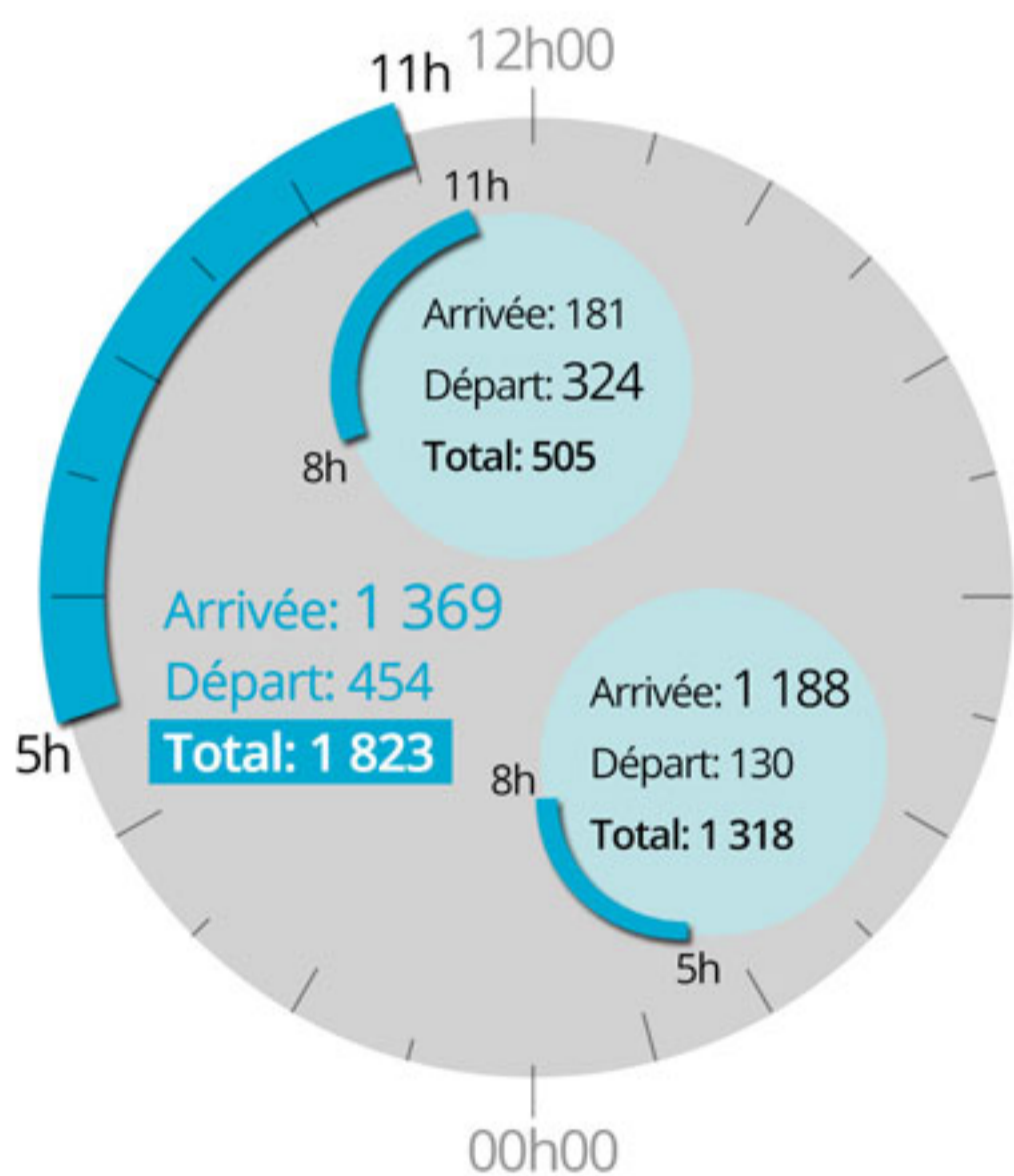 12h00
11h
11h
Arrivée: 181
Départ: 324
Total: 505
8h
Arrivée: 1 369
Départ: 454
Total: 1 823
5h
Arrivée: 1 188
Départ: 130
Total: 1 318
8h
5h
00h00